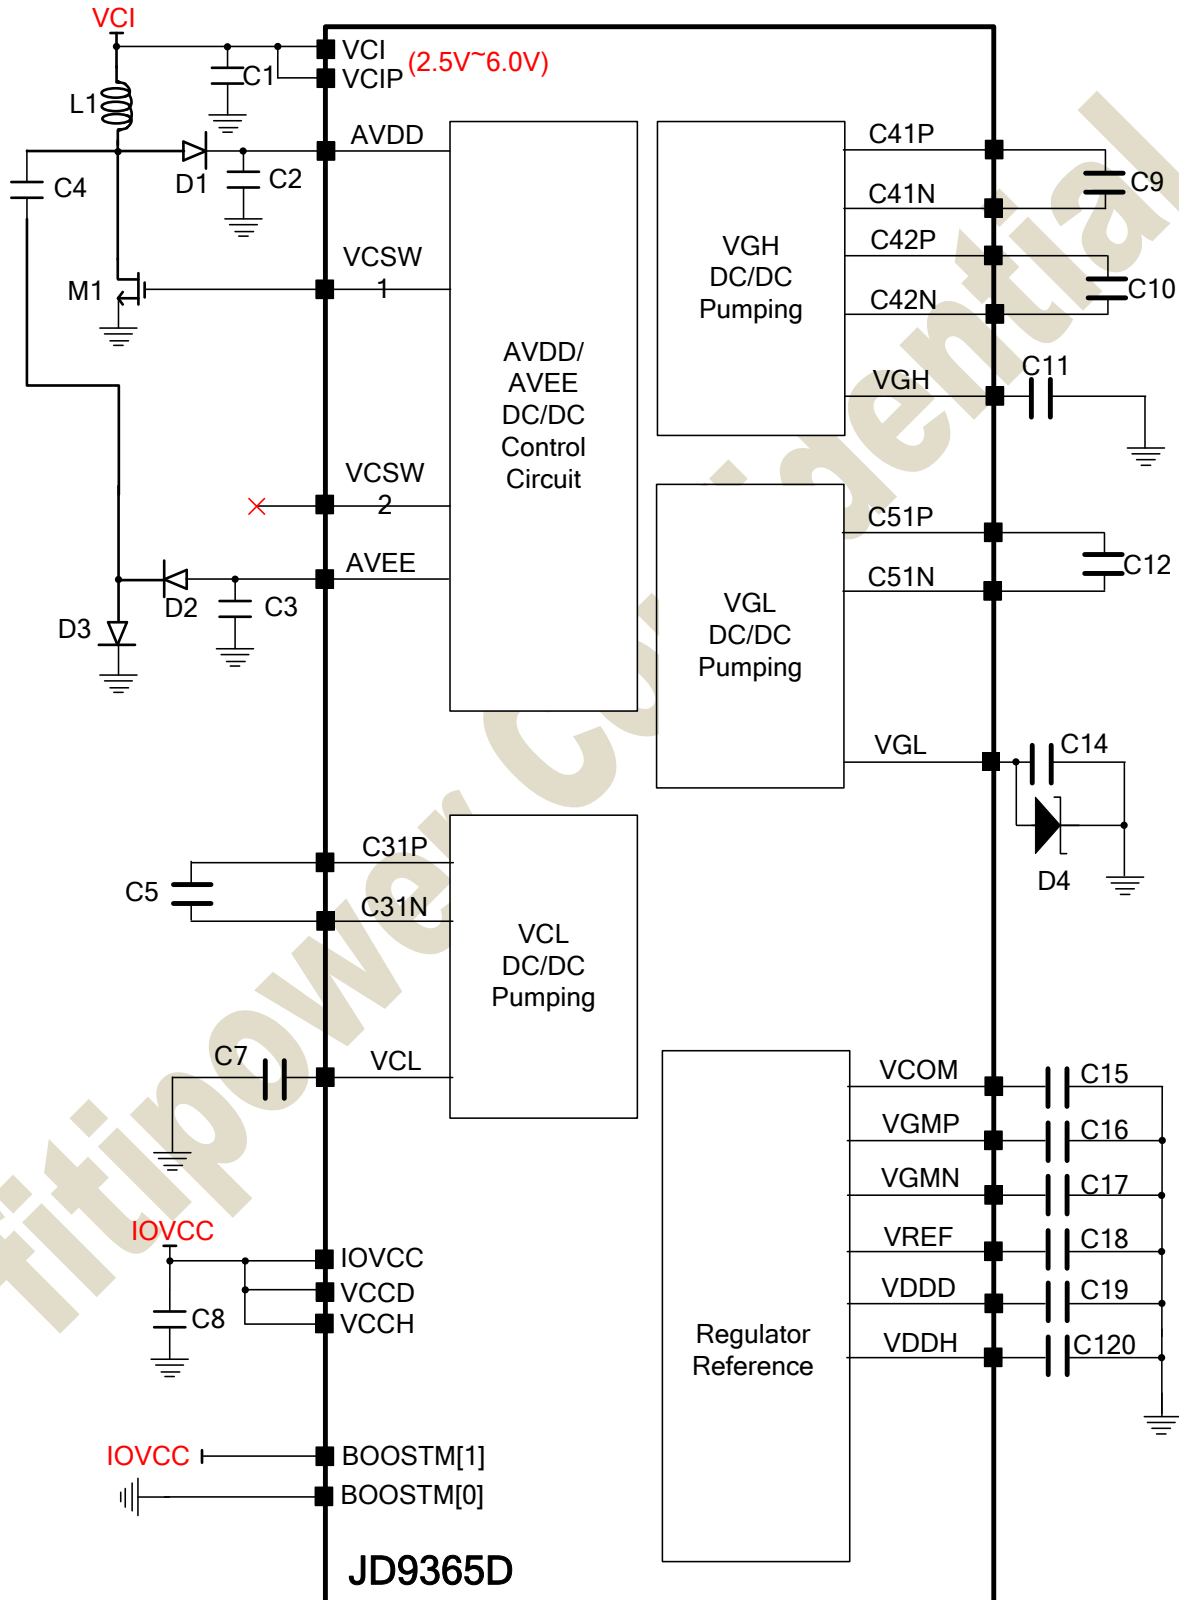 VCI
VCI
(2.5V~6.0V)
VCIP
C1
L1
AVDD
D1
C2
C4
VCSW
1
M1
AVDD/
AVEE
DC/DC
Control
Circuit
VCSW
2
AVEE
D2
C3
D3
VGH
DC/DC
Pumping
C41P
C9
C41N
C42P
C10
C42N
VGH
C11
VGL
DC/DC
Pumping
C51P
C12
C51N
VGL
C14
D4
C31P
C5
C31N
VCL
DC/DC
Pumping
C7
VCL
Regulator
Reference
VCOM
C15
VGMP
C16
VGMN
C17
VREF
C18
VDDD
C19
VDDH
C120
IOVCC
IOVCC
VCCD
VCCH
C8
IOVCC
BOOSTM[1]
BOOSTM[0]
JD9365D
fitipower Confidential